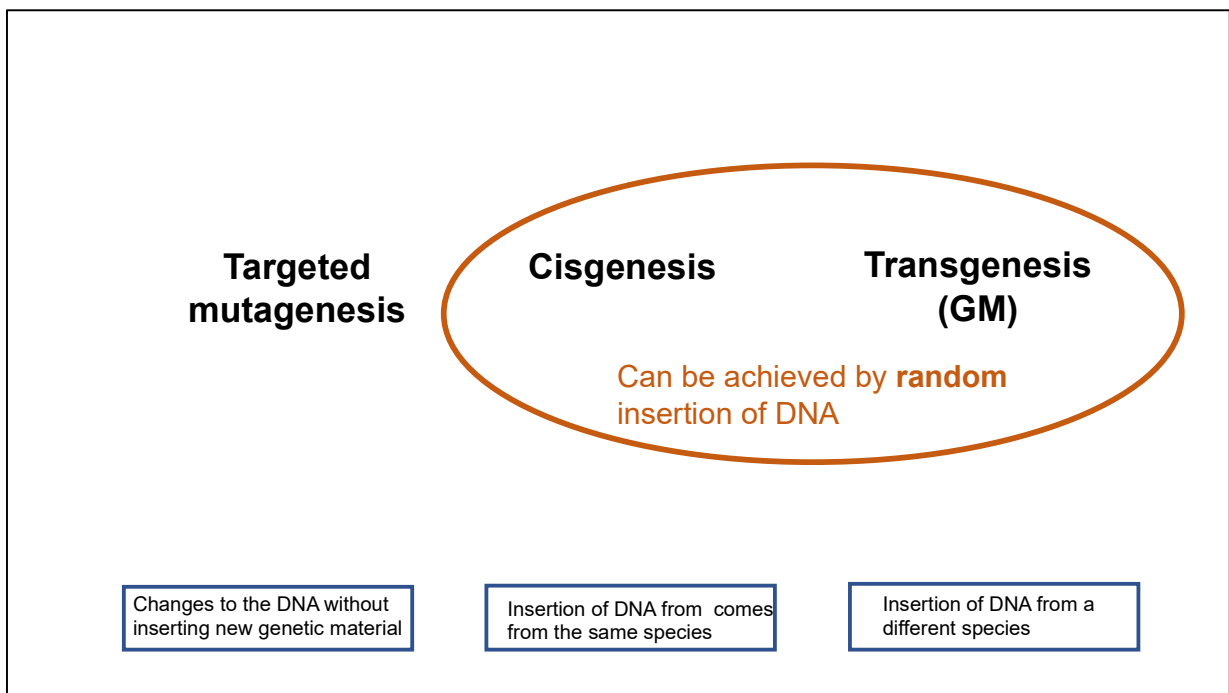 Targeted
mutagenesis
Cisgenesis
Transgenesis
(GM)
Can be achieved by random
insertion of DNA
Changes to the DNA without
inserting new genetic material
Insertion of DNA from comes
from the same species
Insertion of DNA from a
different species